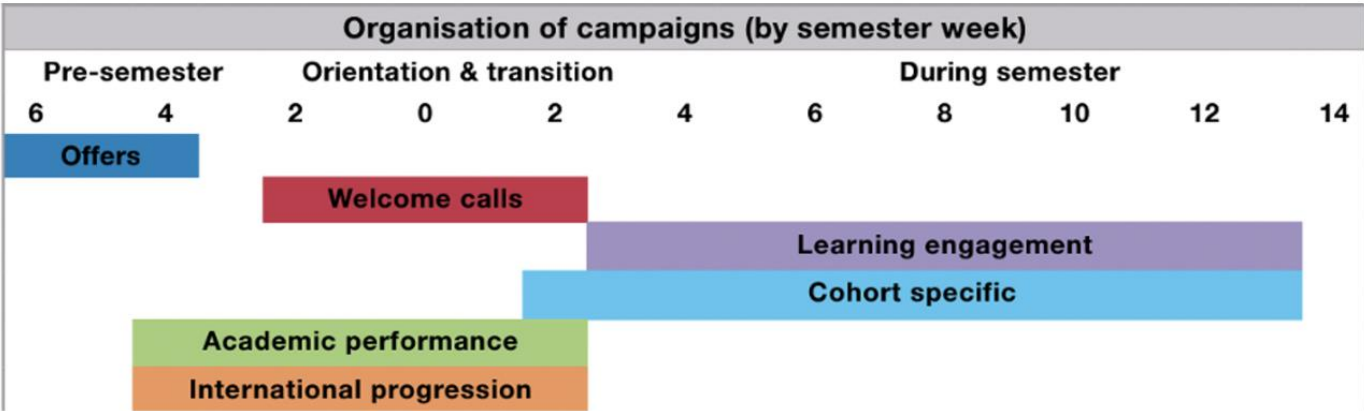 Organisation of campaigns (by semester week)
Pre-semester Orientation & transition During semester
6 4 2 0 2 4 6 8 10 12 14
Offers
Welcome calls
Learning engagement
Cohort specific
Academic performance
International progression